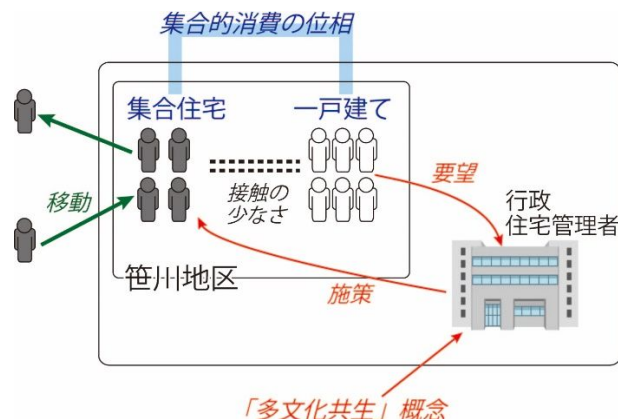 集合的消費の位相
集合住宅
一戸建て
移動
接触の
少なさ
要望
行政
住宅管理者
笹川地区
施策
「多文化共生」概念